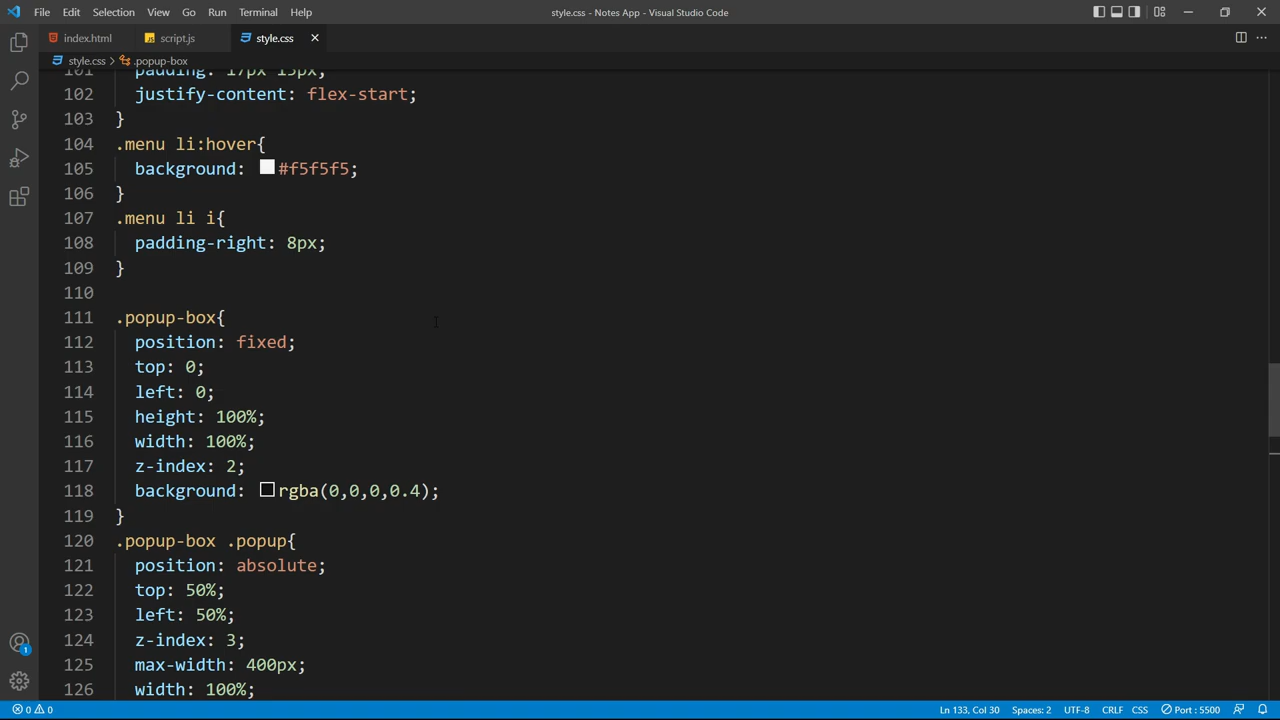 File Edit Selection View Go Run Terminal Help style.css - Notes App - Visual Studio Code
index.html script.js style.css
style.css > .popup-box
101 padding: 17px 15px;
102 justify-content: flex-start;
103 }
104 .menu li:hover{
105 background: #f5f5f5;
106 }
107 .menu li i{
108 padding-right: 8px;
109 }
110
111 .popup-box{
112 position: fixed;
113 top: 0;
114 left: 0;
115 height: 100%;
116 width: 100%;
117 z-index: 2;
118 background: rgba(0,0,0,0.4);
119 }
120 .popup-box .popup{
121 position: absolute;
122 top: 50%;
123 left: 50%;
124 z-index: 3;
125 max-width: 400px;
126 width: 100%;
1
0 0 Ln 133, Col 30 Spaces: 2 UTF-8 CRLF CSS Port : 5500